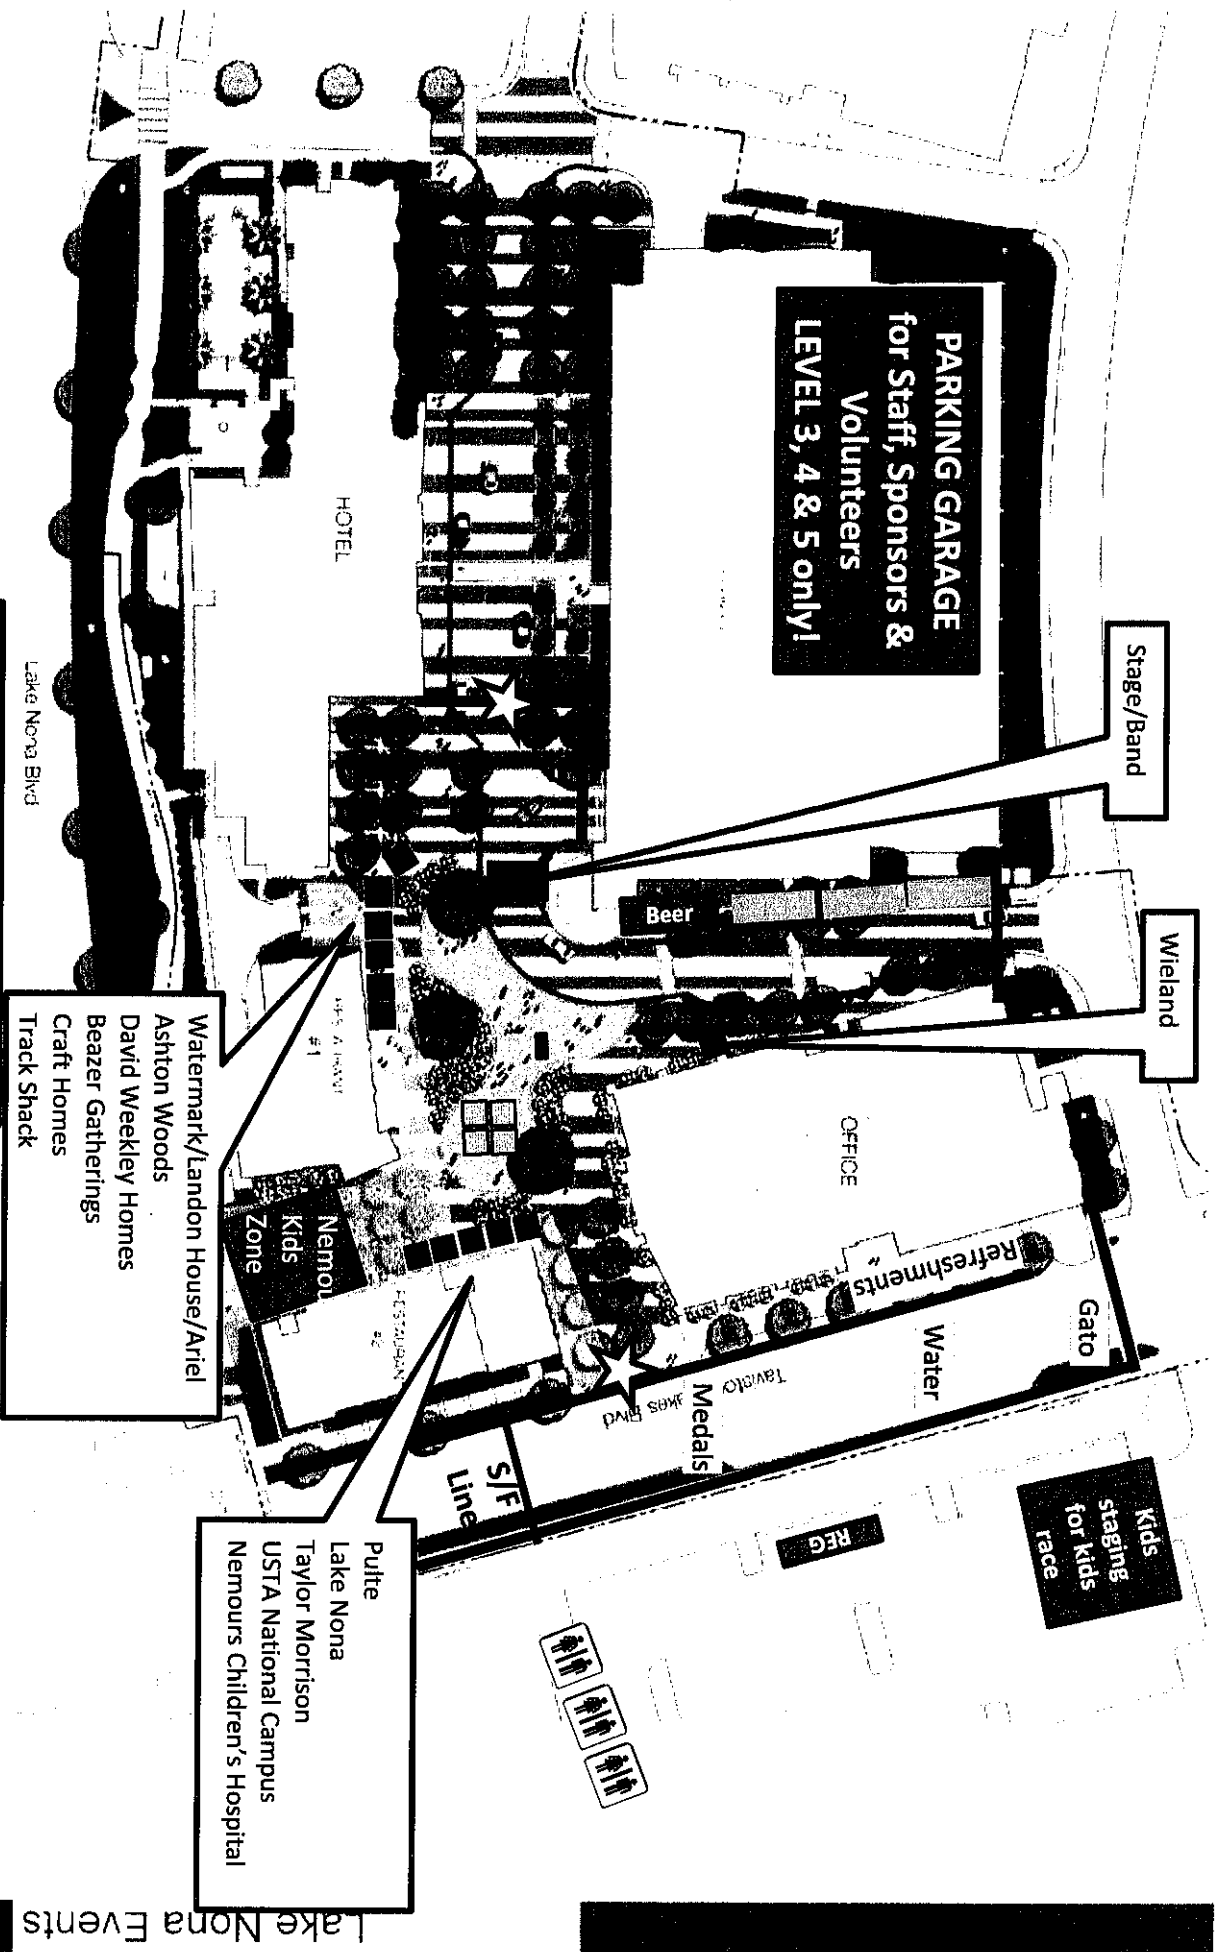 PARKING GARAGE
for Staff, Sponsors &
Volunteers
LEVEL 3, 4 & 5 only!
Stage/Band
Wieland
Beer
HOTEL
OFFICE
#1
Lake Nona Blvd
Watermark/Landon House/Ariel
Ashton Woods
David Weekley Homes
Beazer Gatherings
Craft Homes
Track Shack
Kids
Zone
Refreshments
Gato
Water
Medals
Blvd
S/F
Line
Kids
staging
for kids
race
REG
Pulte
Lake Nona
Taylor Morrison
USTA National Campus
Nemours Children's Hospital
Lake Nona Events